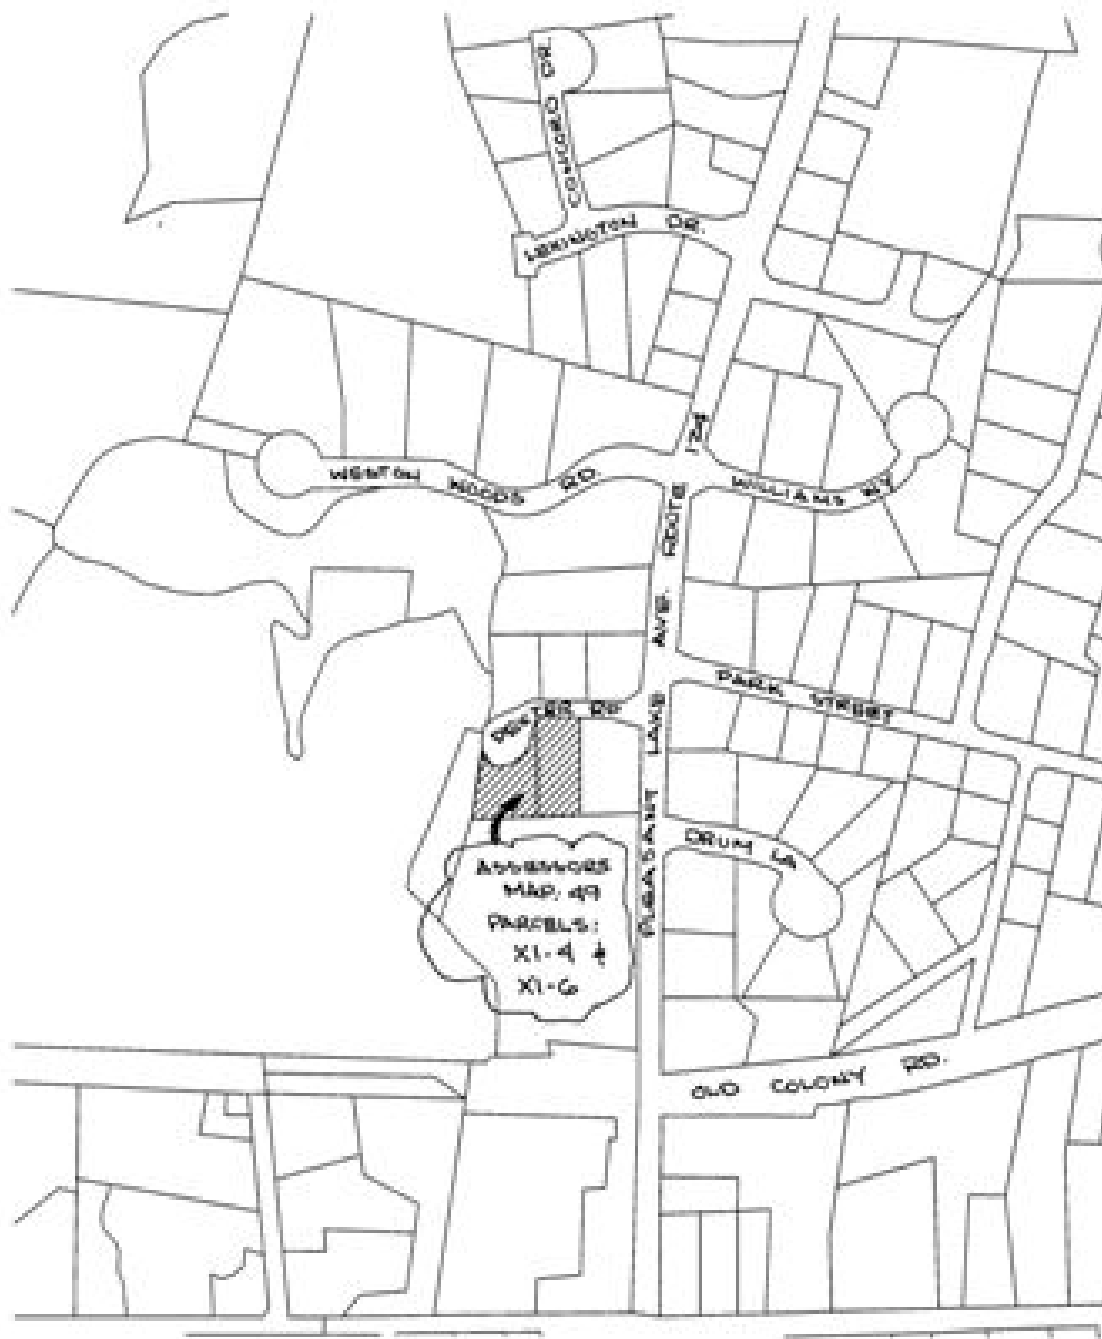 CONCORD DR.
LEXINGTON DR.
WESTON WOODS RD.
WILLIAMS WY
PLEASANT LAKE AVE. ROUTE 124
PARK STREET
DEXTER RD
DRUM LA
ASSESSORS
MAP: 49
PARCELS:
X1-4 &
X1-6
OLD COLONY RD.